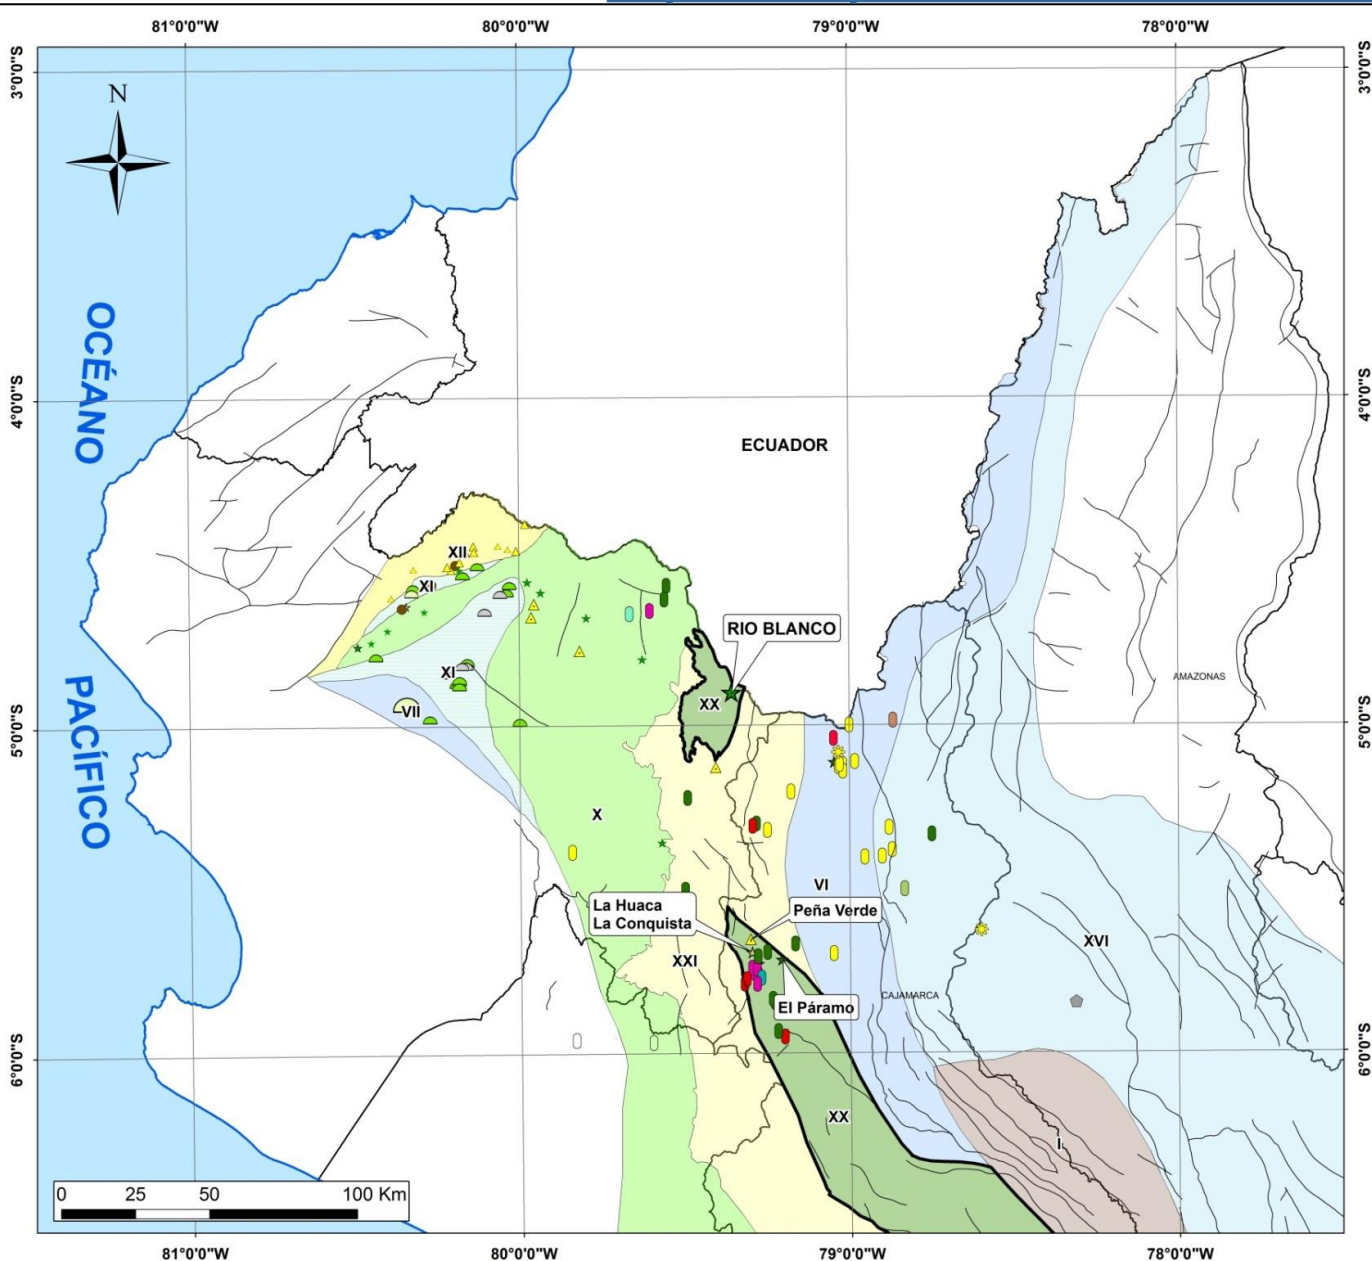 81°0'0"W
80°0'0"W
79°0'0"W
78°0'0"W
3°0'0"S
3°0'0"S
N
OCÉANO
PACÍFICO
4°0'0"S
4°0'0"S
ECUADOR
XII
XI
RIO BLANCO
AMAZONAS
XI
XX
VII
5°0'0"S
5°0'0"S
X
VI
La Huaca
La Conquista
Peña Verde
XVI
XXI
CAJAMARCA
El Páramo
6°0'0"S
6°0'0"S
XX
I
0 25 50 100 Km
81°0'0"W
80°0'0"W
79°0'0"W
78°0'0"W